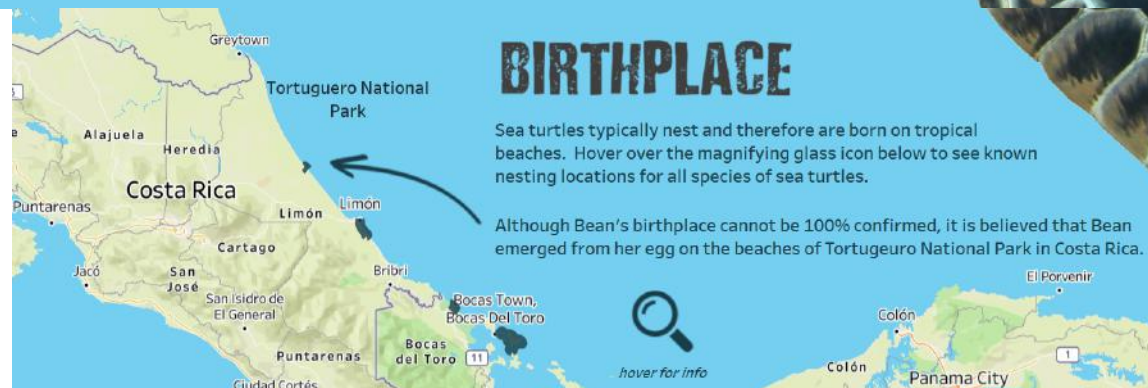 Greytown
Tortuguero National
Park
BIRTHPLACE
Sea turtles typically nest and therefore are born on tropical
beaches. Hover over the magnifying glass icon below to see known
nesting locations for all species of sea turtles.
Although Bean's birthplace cannot be 100% confirmed, it is believed that Bean
emerged from her egg on the beaches of Tortugeuro National Park in Costa Rica.
Alajuela
Heredia
Costa Rica
Puntarenas
Limón
Limón
Cartago
Jacó
San
José
Bribri
San Isidro de
El General
Bocas Town,
Bocas Del Toro
Puntarenas
Bocas
del Toro
11
Ciudad Cortés
hover for info
El Porvenir
Colón
1
Colón
Panama City